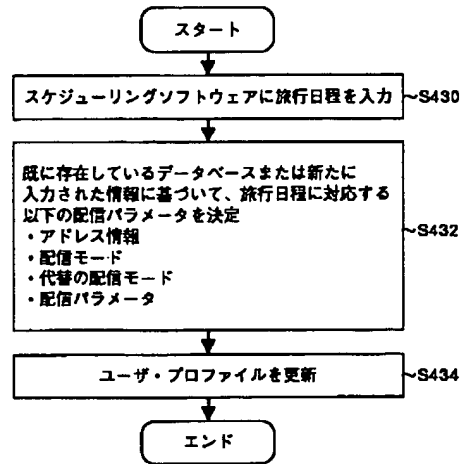 スタート
スケジューリングソフトウェアに旅行日程を入力
~S430
既に存在しているデータベースまたは新たに
入力された情報に基づいて、旅行日程に対応する
以下の配信パラメータを決定
・アドレス情報
・配信モード
・代替の配信モード
・配信パラメータ
~S432
ユーザ・プロファイルを更新
~S434
エンド